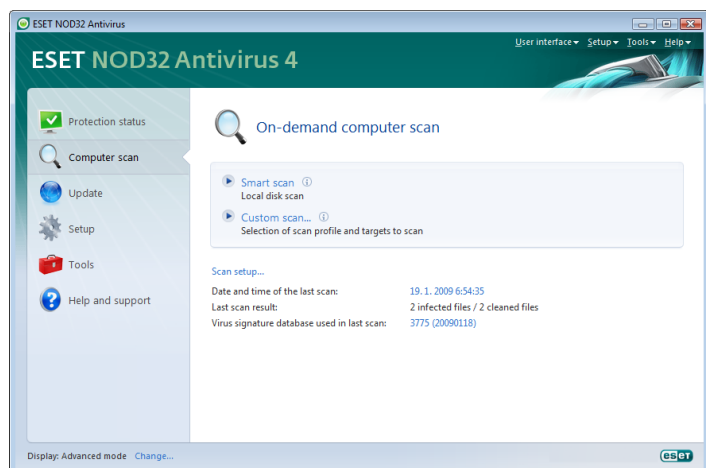 ESET NOD32 Antivirus
User interface Setup Tools Help
ESET NOD32 Antivirus 4
Protection status
Computer scan
Update
Setup
Tools
Help and support
On-demand computer scan
Smart scan
Local disk scan
Custom scan...
Selection of scan profile and targets to scan
Scan setup...
Date and time of the last scan: 19. 1. 2009 6:54:35
Last scan result: 2 infected files / 2 cleaned files
Virus signature database used in last scan: 3775 (20090118)
Display: Advanced mode Change...
eseT